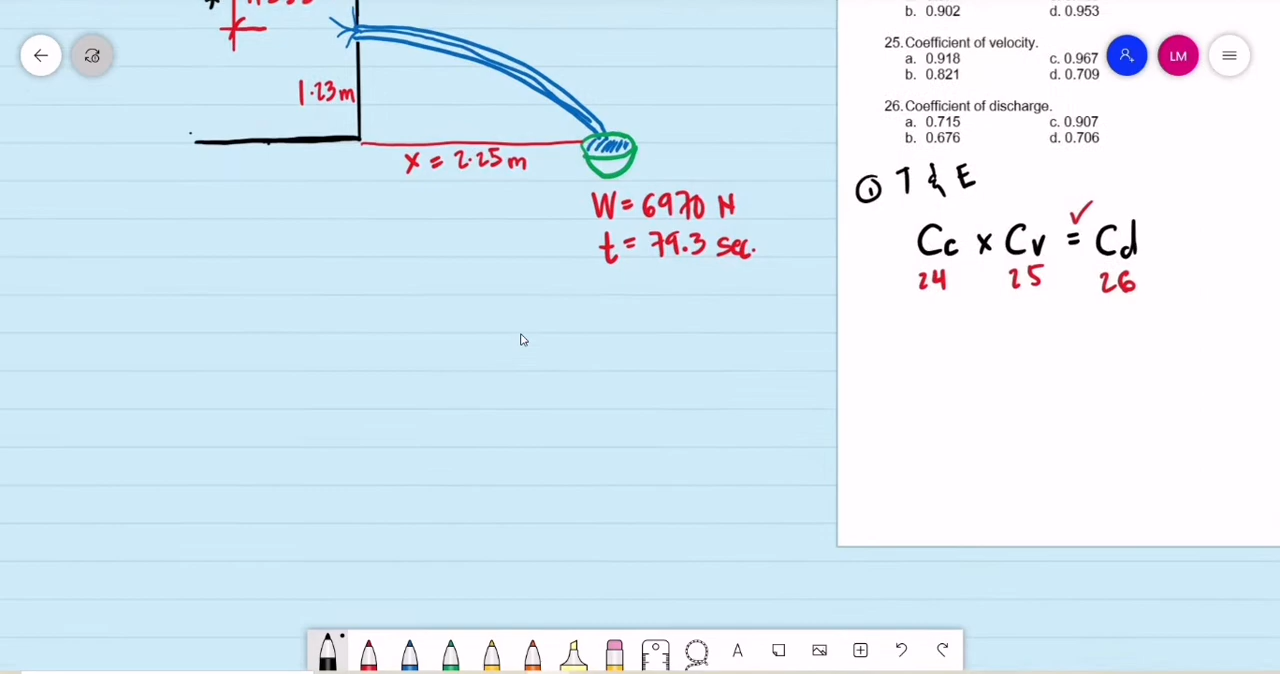 1.23m
x = 2.25 m
W = 6970 N
t = 79.3 sec.
b. 0.902 d. 0.953
25. Coefficient of velocity.
a. 0.918 c. 0.967
b. 0.821 d. 0.709
26. Coefficient of discharge.
a. 0.715 c. 0.907
b. 0.676 d. 0.706
① T & E
Cc x Cv = Cd
24 25 26
LM
A